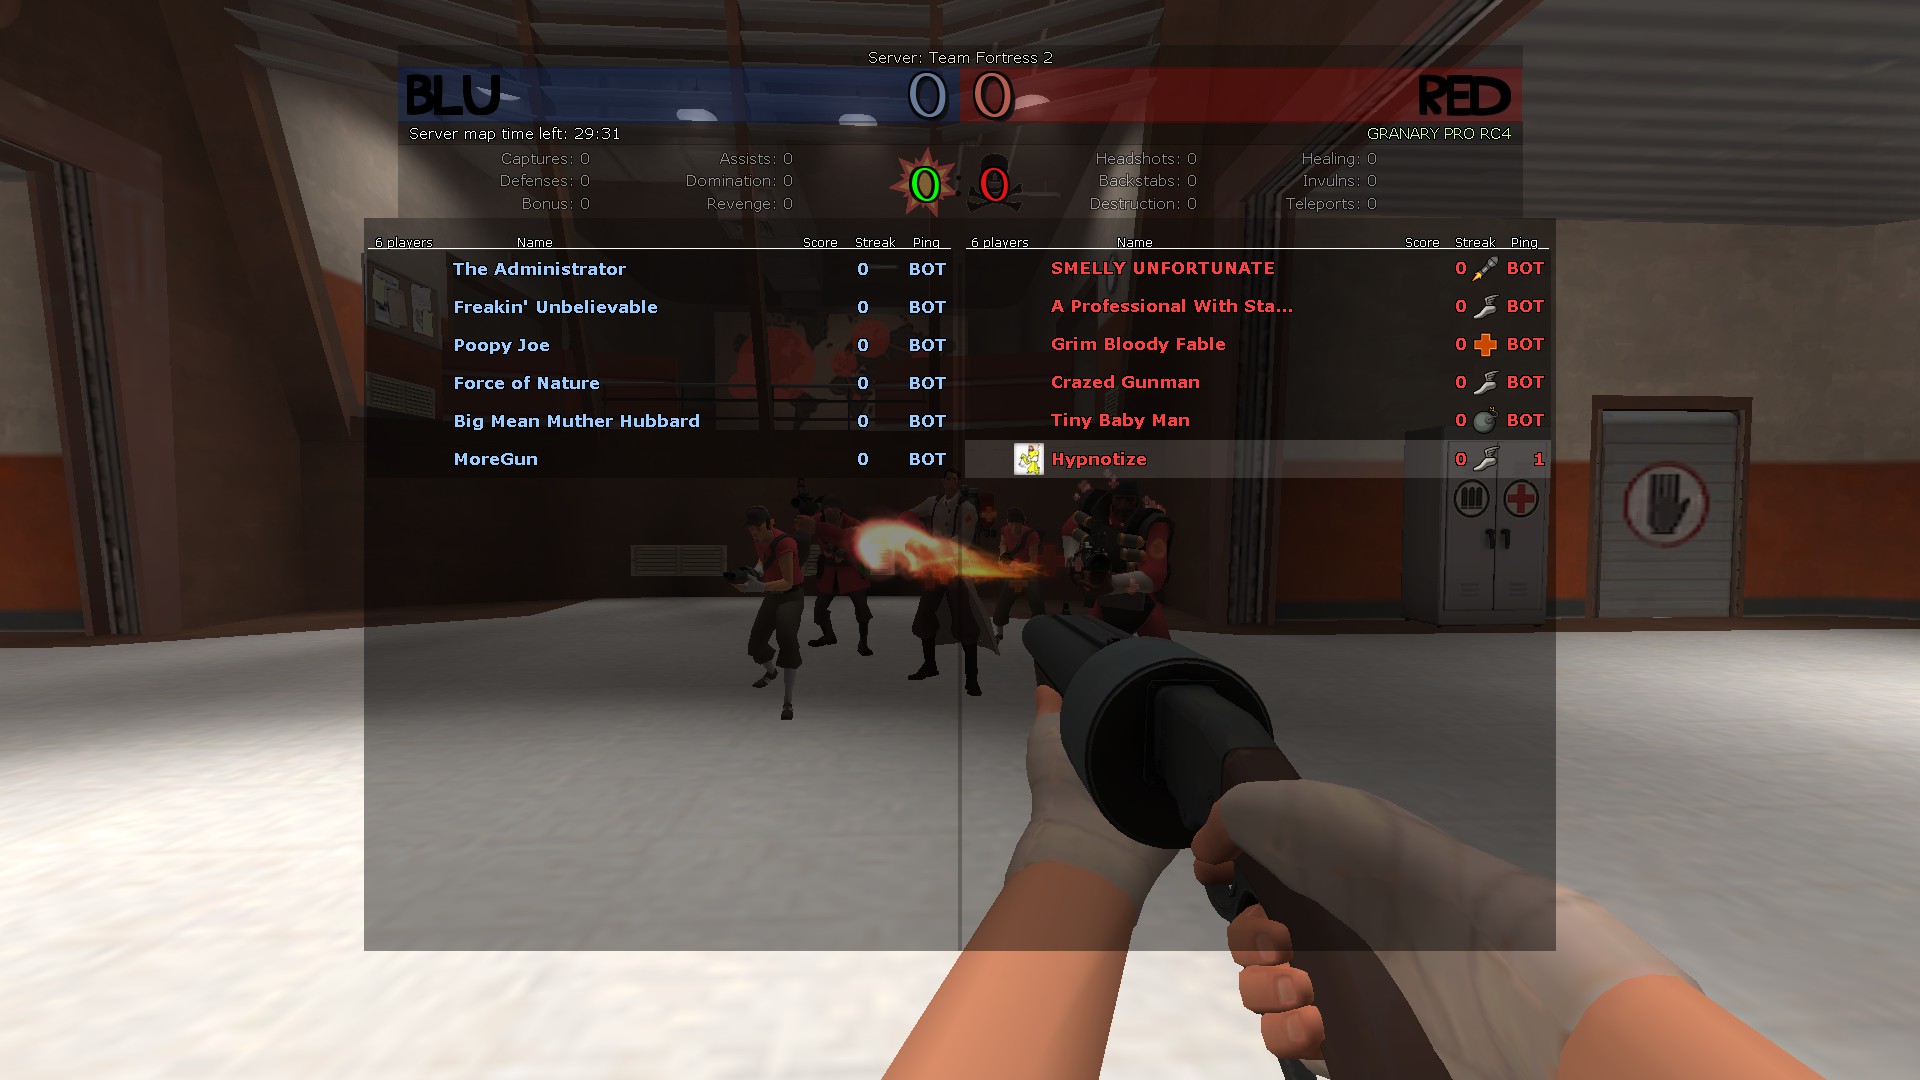 Server: Team Fortress 2
BLU 0 0 RED
Server map time left: 29:31 GRANARY PRO RC4
Captures: 0 Assists: 0 Headshots: 0 Healing: 0
Defenses: 0 Domination: 0 0 0 Backstabs: 0 Invulns: 0
Bonus: 0 Revenge: 0 Destruction: 0 Teleports: 0
6 players Name Score Streak Ping
The Administrator 0 BOT
Freakin' Unbelievable 0 BOT
Poopy Joe 0 BOT
Force of Nature 0 BOT
Big Mean Muther Hubbard 0 BOT
MoreGun 0 BOT
6 players Name Score Streak Ping
SMELLY UNFORTUNATE 0 BOT
A Professional With Sta... 0 BOT
Grim Bloody Fable 0 BOT
Crazed Gunman 0 BOT
Tiny Baby Man 0 BOT
Hypnotize 0 1